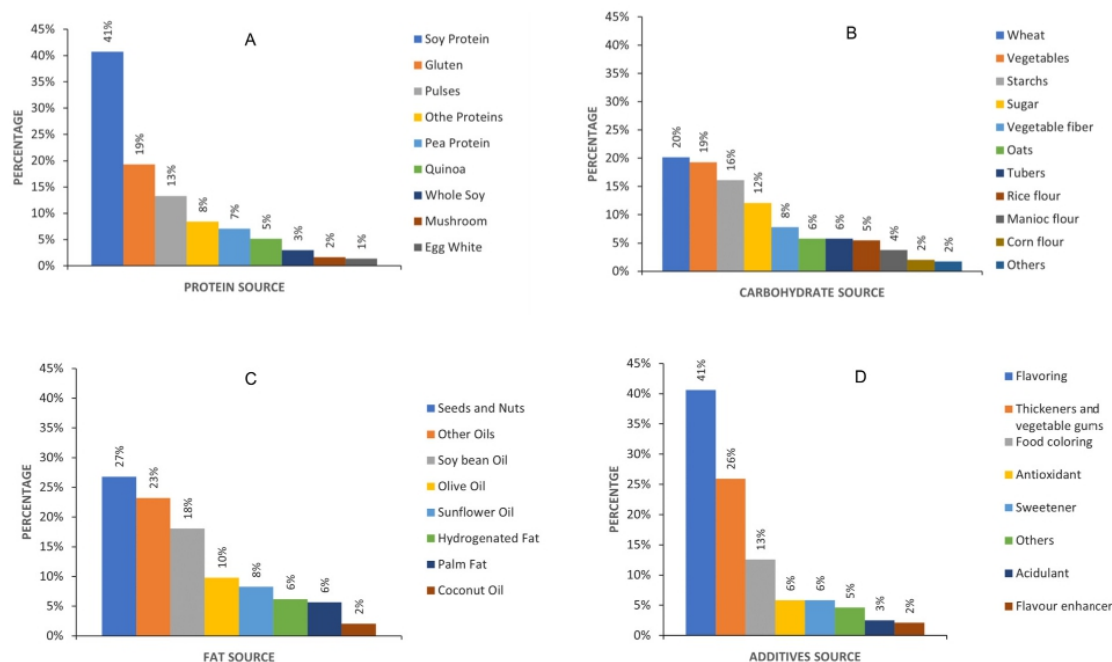 A
PERCENTAGE
45%
40%
35%
30%
25%
20%
15%
10%
5%
0%
41%
19%
13%
8%
7%
5%
3%
2%
1%
PROTEIN SOURCE
Soy Protein
Gluten
Pulses
Othe Proteins
Pea Protein
Quinoa
Whole Soy
Mushroom
Egg White
B
PERCENTAGE
45%
40%
35%
30%
25%
20%
15%
10%
5%
0%
20%
19%
16%
12%
8%
6%
6%
5%
4%
2%
2%
CARBOHYDRATE SOURCE
Wheat
Vegetables
Starchs
Sugar
Vegetable fiber
Oats
Tubers
Rice flour
Manioc flour
Corn flour
Others
C
PERCENTAGE
45%
40%
35%
30%
25%
20%
15%
10%
5%
0%
27%
23%
18%
10%
8%
6%
6%
2%
FAT SOURCE
Seeds and Nuts
Other Oils
Soy bean Oil
Olive Oil
Sunflower Oil
Hydrogenated Fat
Palm Fat
Coconut Oil
D
PERCENTGE
45%
40%
35%
30%
25%
20%
15%
10%
5%
0%
41%
26%
13%
6%
6%
5%
3%
2%
ADDITIVES SOURCE
Flavoring
Thickeners and
vegetable gums
Food coloring
Antioxidant
Sweetener
Others
Acidulant
Flavour enhancer